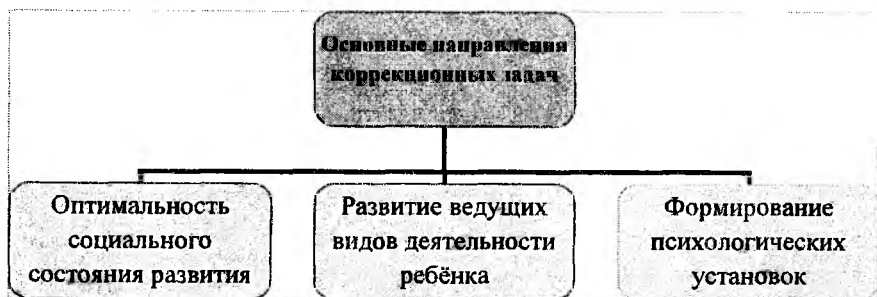 Основные направления
коррекционных задач
Оптимальность
социального
состояния развития
Развитие ведущих
видов деятельности
ребёнка
Формирование
психологических
установок